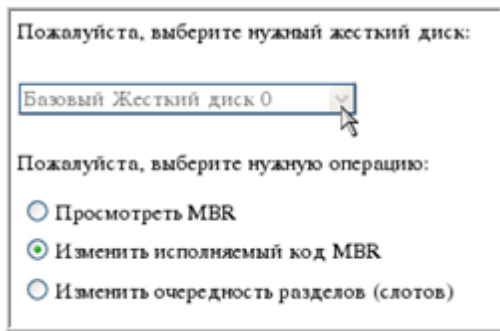 Пожалуйста, выберите нужный жесткий диск:
Базовый Жесткий диск 0
Пожалуйста, выберите нужную операцию:
Просмотреть MBR
Изменить исполняемый код MBR
Изменить очередность разделов (слотов)